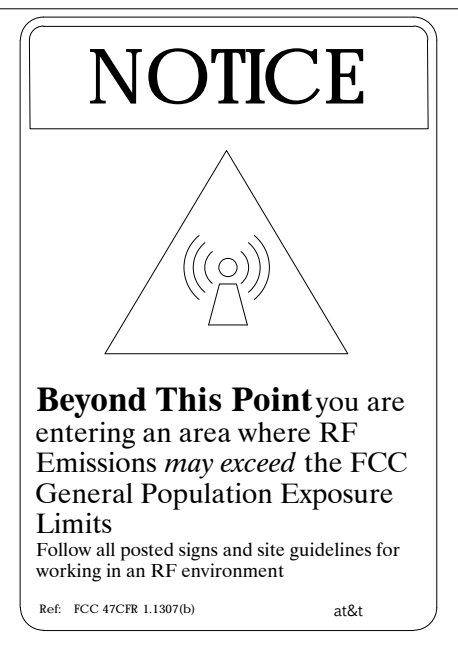 NOTICE
Beyond This Point you are
entering an area where RF
Emissions may exceed the FCC
General Population Exposure
Limits
Follow all posted signs and site guidelines for
working in an RF environment
Ref: FCC 47CFR 1.1307(b) at&t